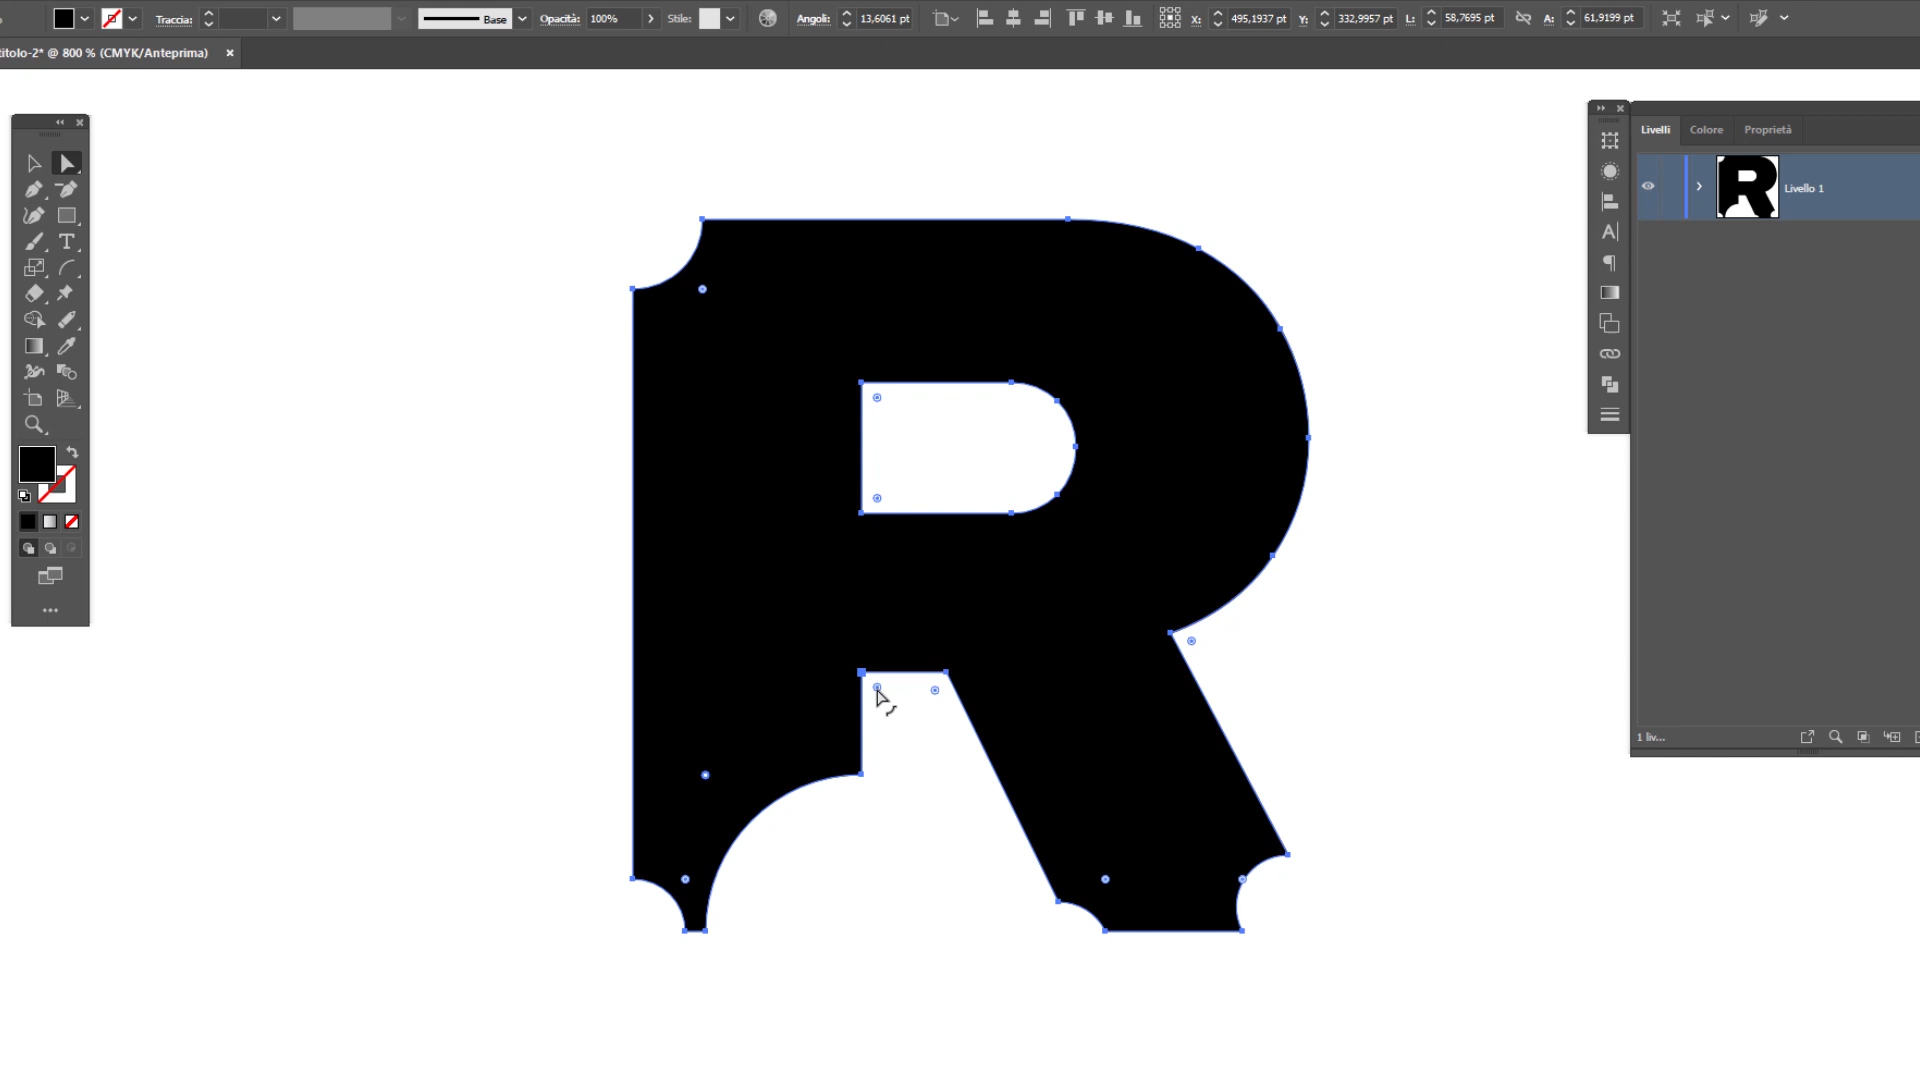 Traccia:
Base
Opacità: 100%
Stile:
Angoli: 13,6061 pt
X: 495,1937 pt
Y: 332,9957 pt
L: 58,7695 pt
A: 61,9199 pt
titolo-2* @ 800 % (CMYK/Anteprima)
Livelli Colore Proprietà
Livello 1
R
1 liv...